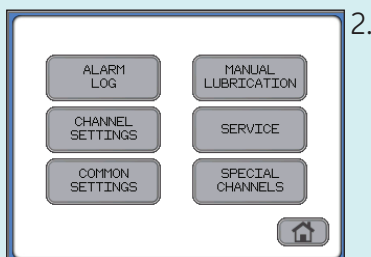 2.
ALARM
LOG
MANUAL
LUBRICATION
CHANNEL
SETTINGS
SERVICE
COMMON
SETTINGS
SPECIAL
CHANNELS